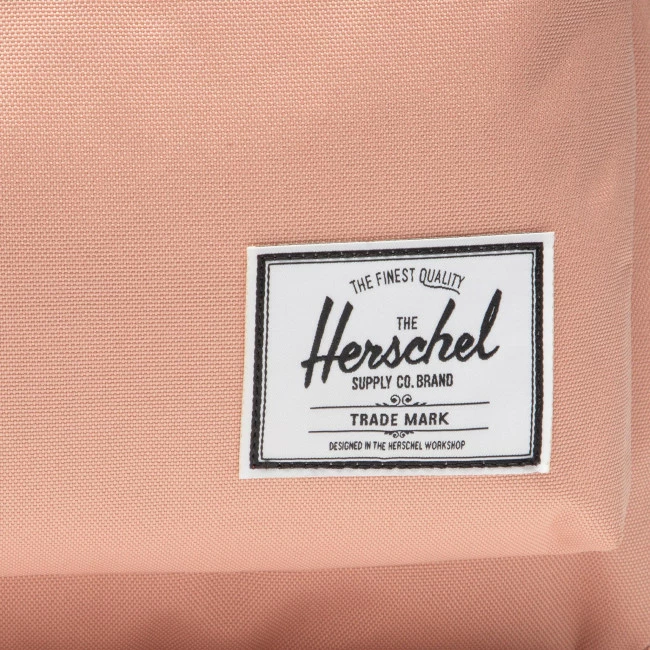 THE FINEST QUALITY
THE
Herschel
SUPPLY CO. BRAND
TRADE MARK
DESIGNED IN THE HERSCHEL WORKSHOP